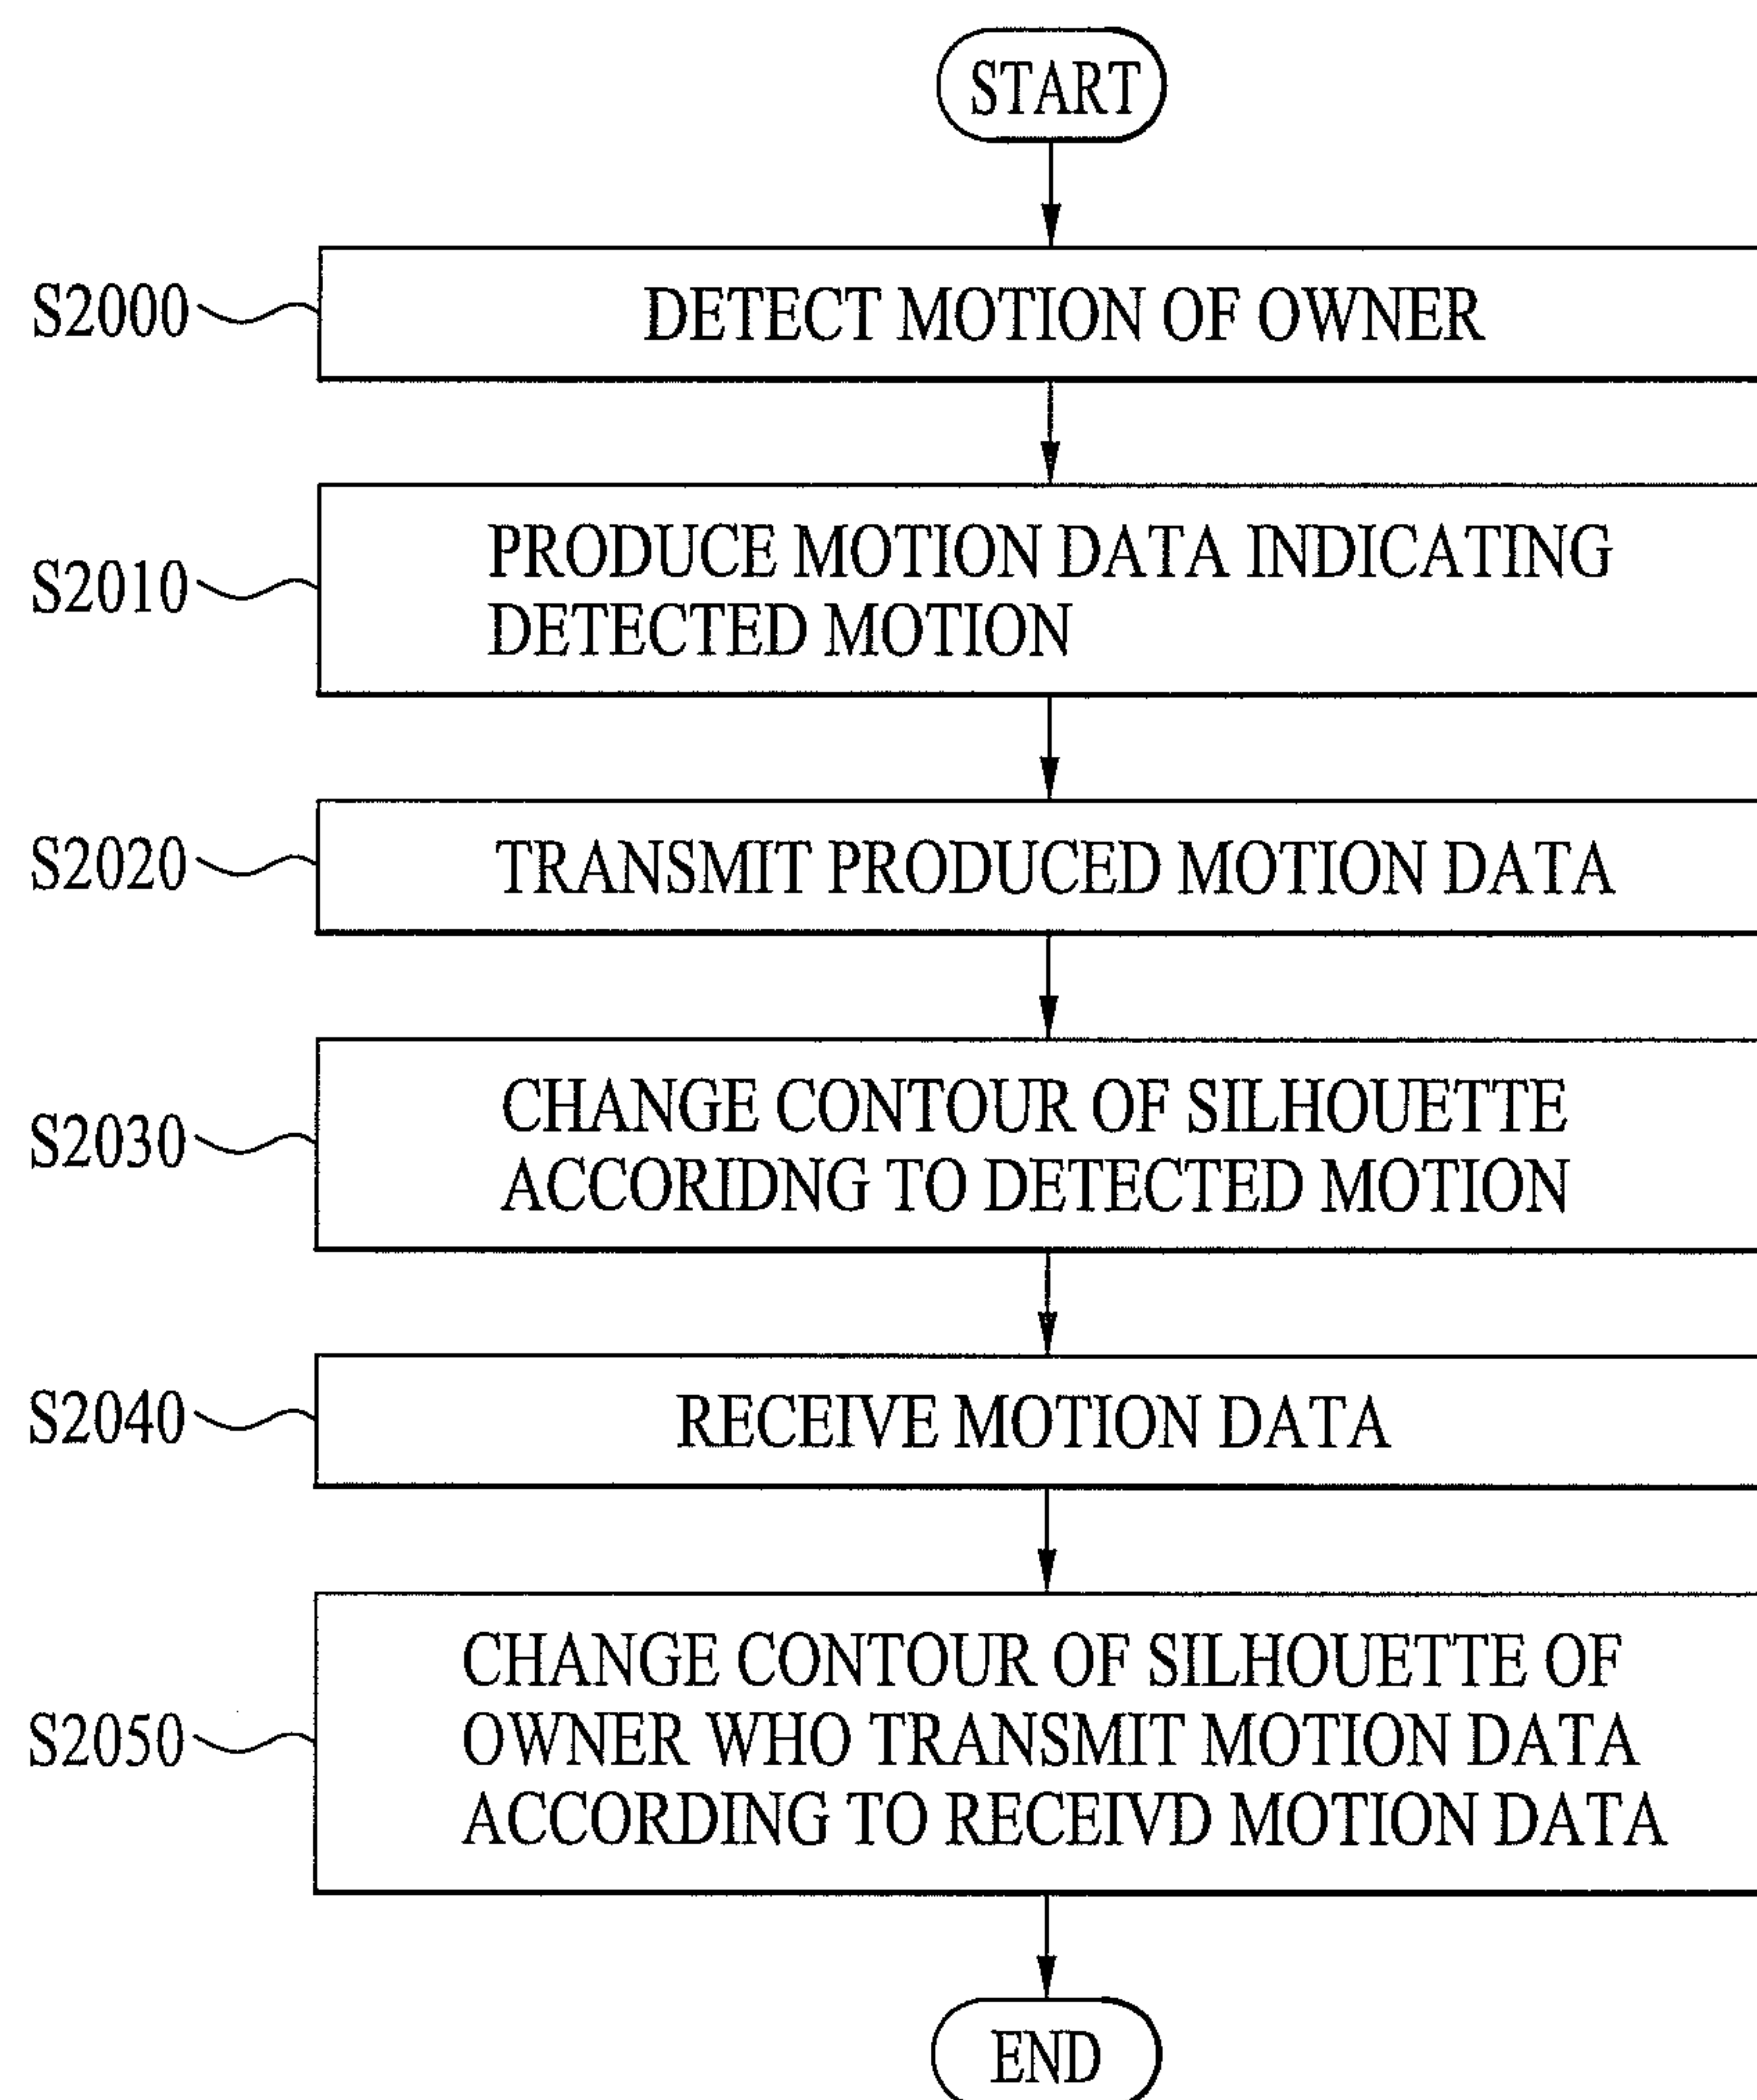 START
S2000
DETECT MOTION OF OWNER
S2010
PRODUCE MOTION DATA INDICATING
DETECTED MOTION
S2020
TRANSMIT PRODUCED MOTION DATA
S2030
CHANGE CONTOUR OF SILHOUETTE
ACCORIDNG TO DETECTED MOTION
S2040
RECEIVE MOTION DATA
S2050
CHANGE CONTOUR OF SILHOUETTE OF
OWNER WHO TRANSMIT MOTION DATA
ACCORDING TO RECEIVD MOTION DATA
END